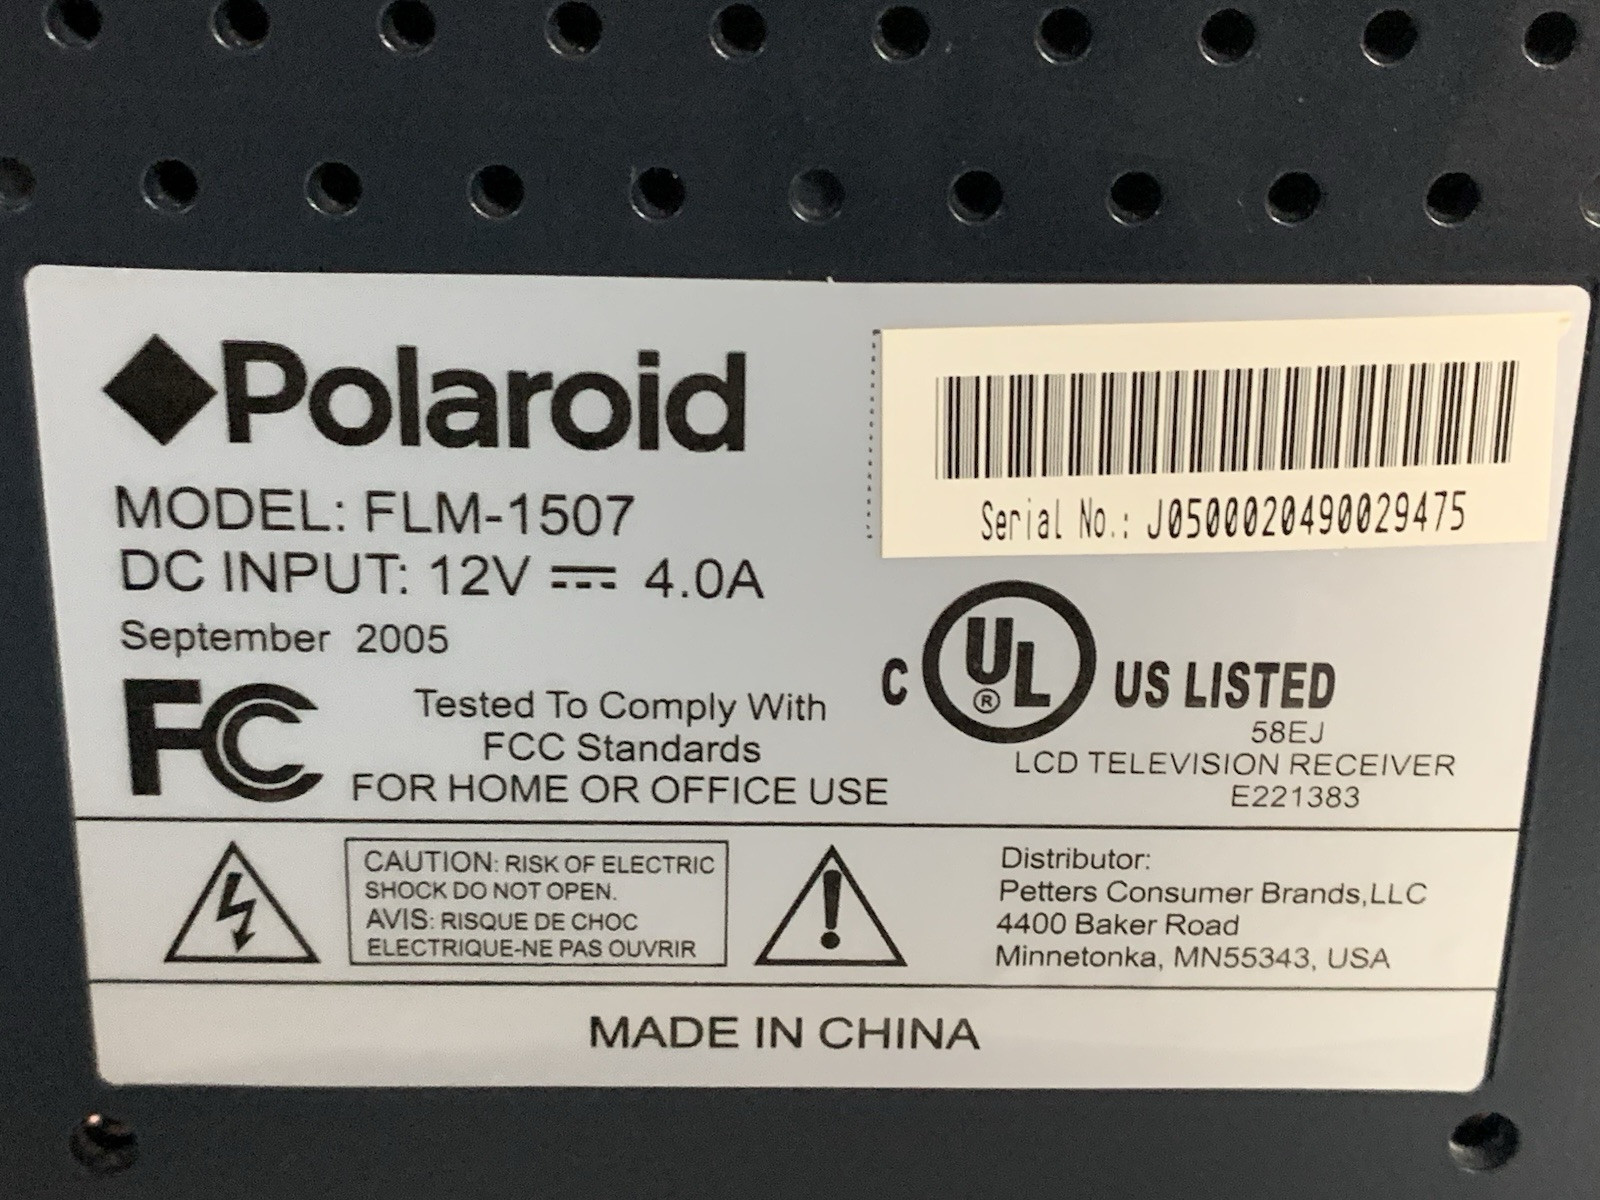 Polaroid
MODEL: FLM-1507
DC INPUT: 12V 4.0A
September 2005
FC Tested To Comply With
FCC Standards
FOR HOME OR OFFICE USE
Serial No.: J0500020490029475
C UL ® US LISTED
58EJ
LCD TELEVISION RECEIVER
E221383
CAUTION: RISK OF ELECTRIC
SHOCK DO NOT OPEN.
AVIS: RISQUE DE CHOC
ELECTRIQUE-NE PAS OUVRIR
Distributor:
Petters Consumer Brands,LLC
4400 Baker Road
Minnetonka, MN55343, USA
MADE IN CHINA